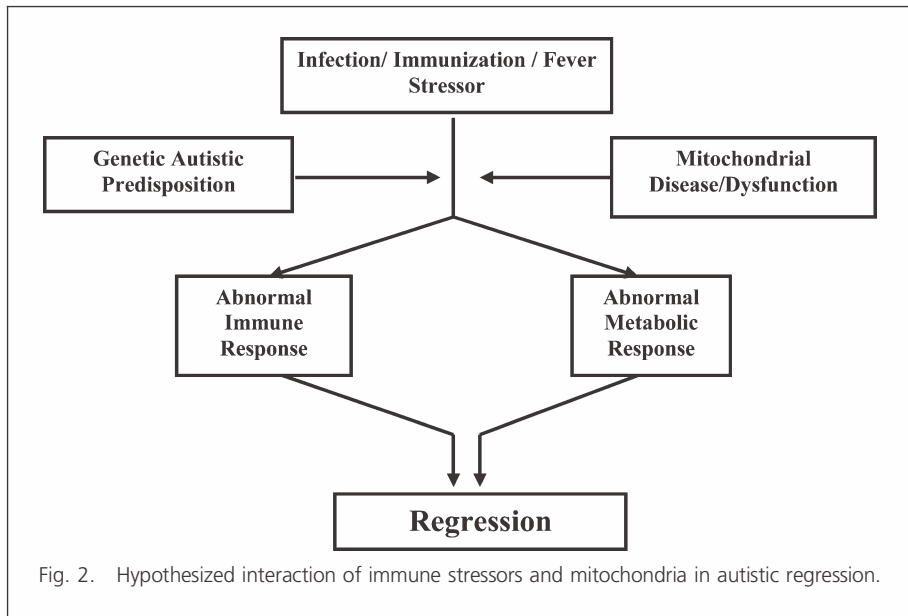 Infection/ Immunization / Fever
Stressor
Genetic Autistic
Predisposition
Mitochondrial
Disease/Dysfunction
Abnormal
Immune
Response
Abnormal
Metabolic
Response
Regression
Fig. 2. Hypothesized interaction of immune stressors and mitochondria in autistic regression.